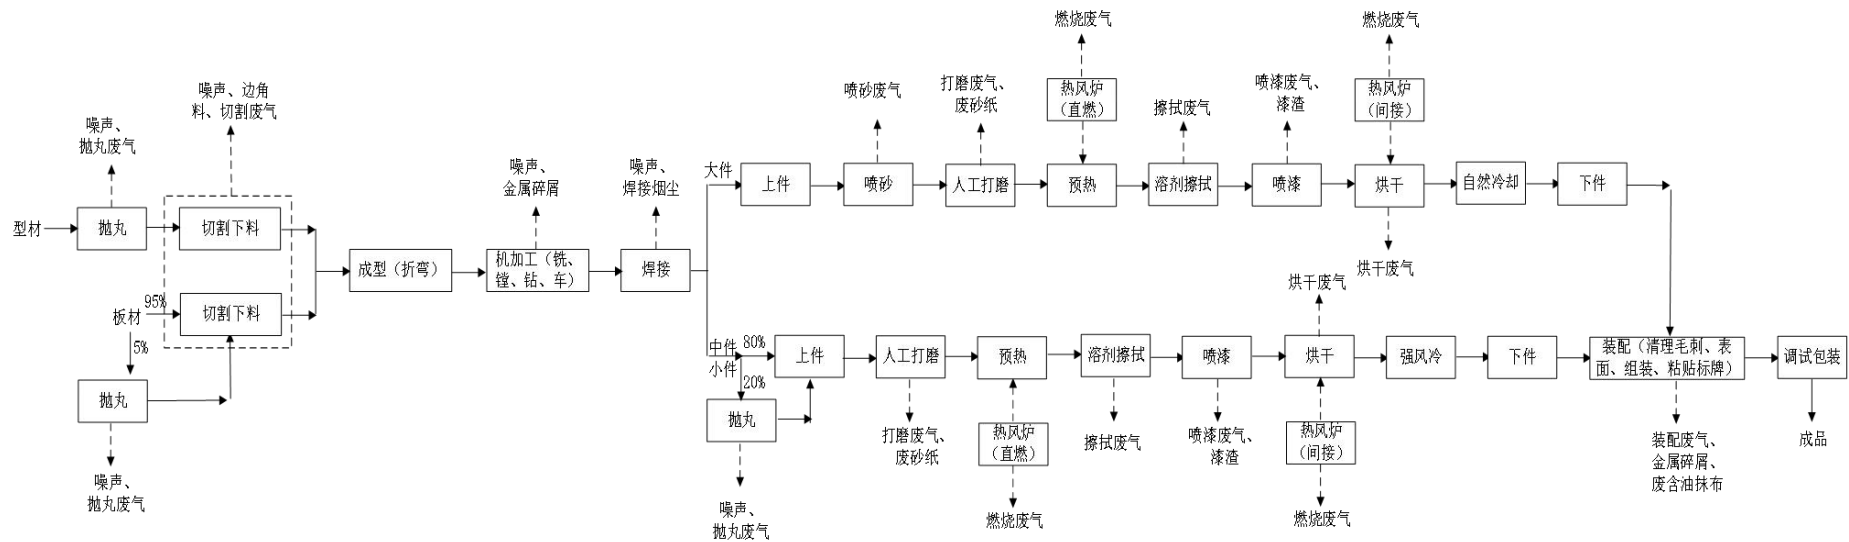 型材
噪声、
抛丸废气
抛丸
噪声、边角
料、切割废气
切割下料
板材
95%
5%
切割下料
抛丸
噪声、
抛丸废气
成型（折弯）
噪声、
金属碎屑
机加工（铣、
镗、钻、车）
噪声、
焊接烟尘
焊接
大件
上件
喷砂废气
喷砂
打磨废气、
废砂纸
人工打磨
燃烧废气
热风炉
（直燃）
预热
擦拭废气
溶剂擦拭
喷漆废气、
漆渣
喷漆
燃烧废气
热风炉
（间接）
烘干
烘干废气
自然冷却
下件
中件
小件
80%
20%
上件
抛丸
噪声、
抛丸废气
人工打磨
打磨废气、
废砂纸
预热
热风炉
（直燃）
燃烧废气
溶剂擦拭
擦拭废气
喷漆
喷漆废气、
漆渣
烘干废气
烘干
热风炉
（间接）
燃烧废气
强风冷
下件
装配（清理毛刺、表
面、组装、粘贴标牌）
装配废气、
金属碎屑、
废含油抹布
调试包装
成品